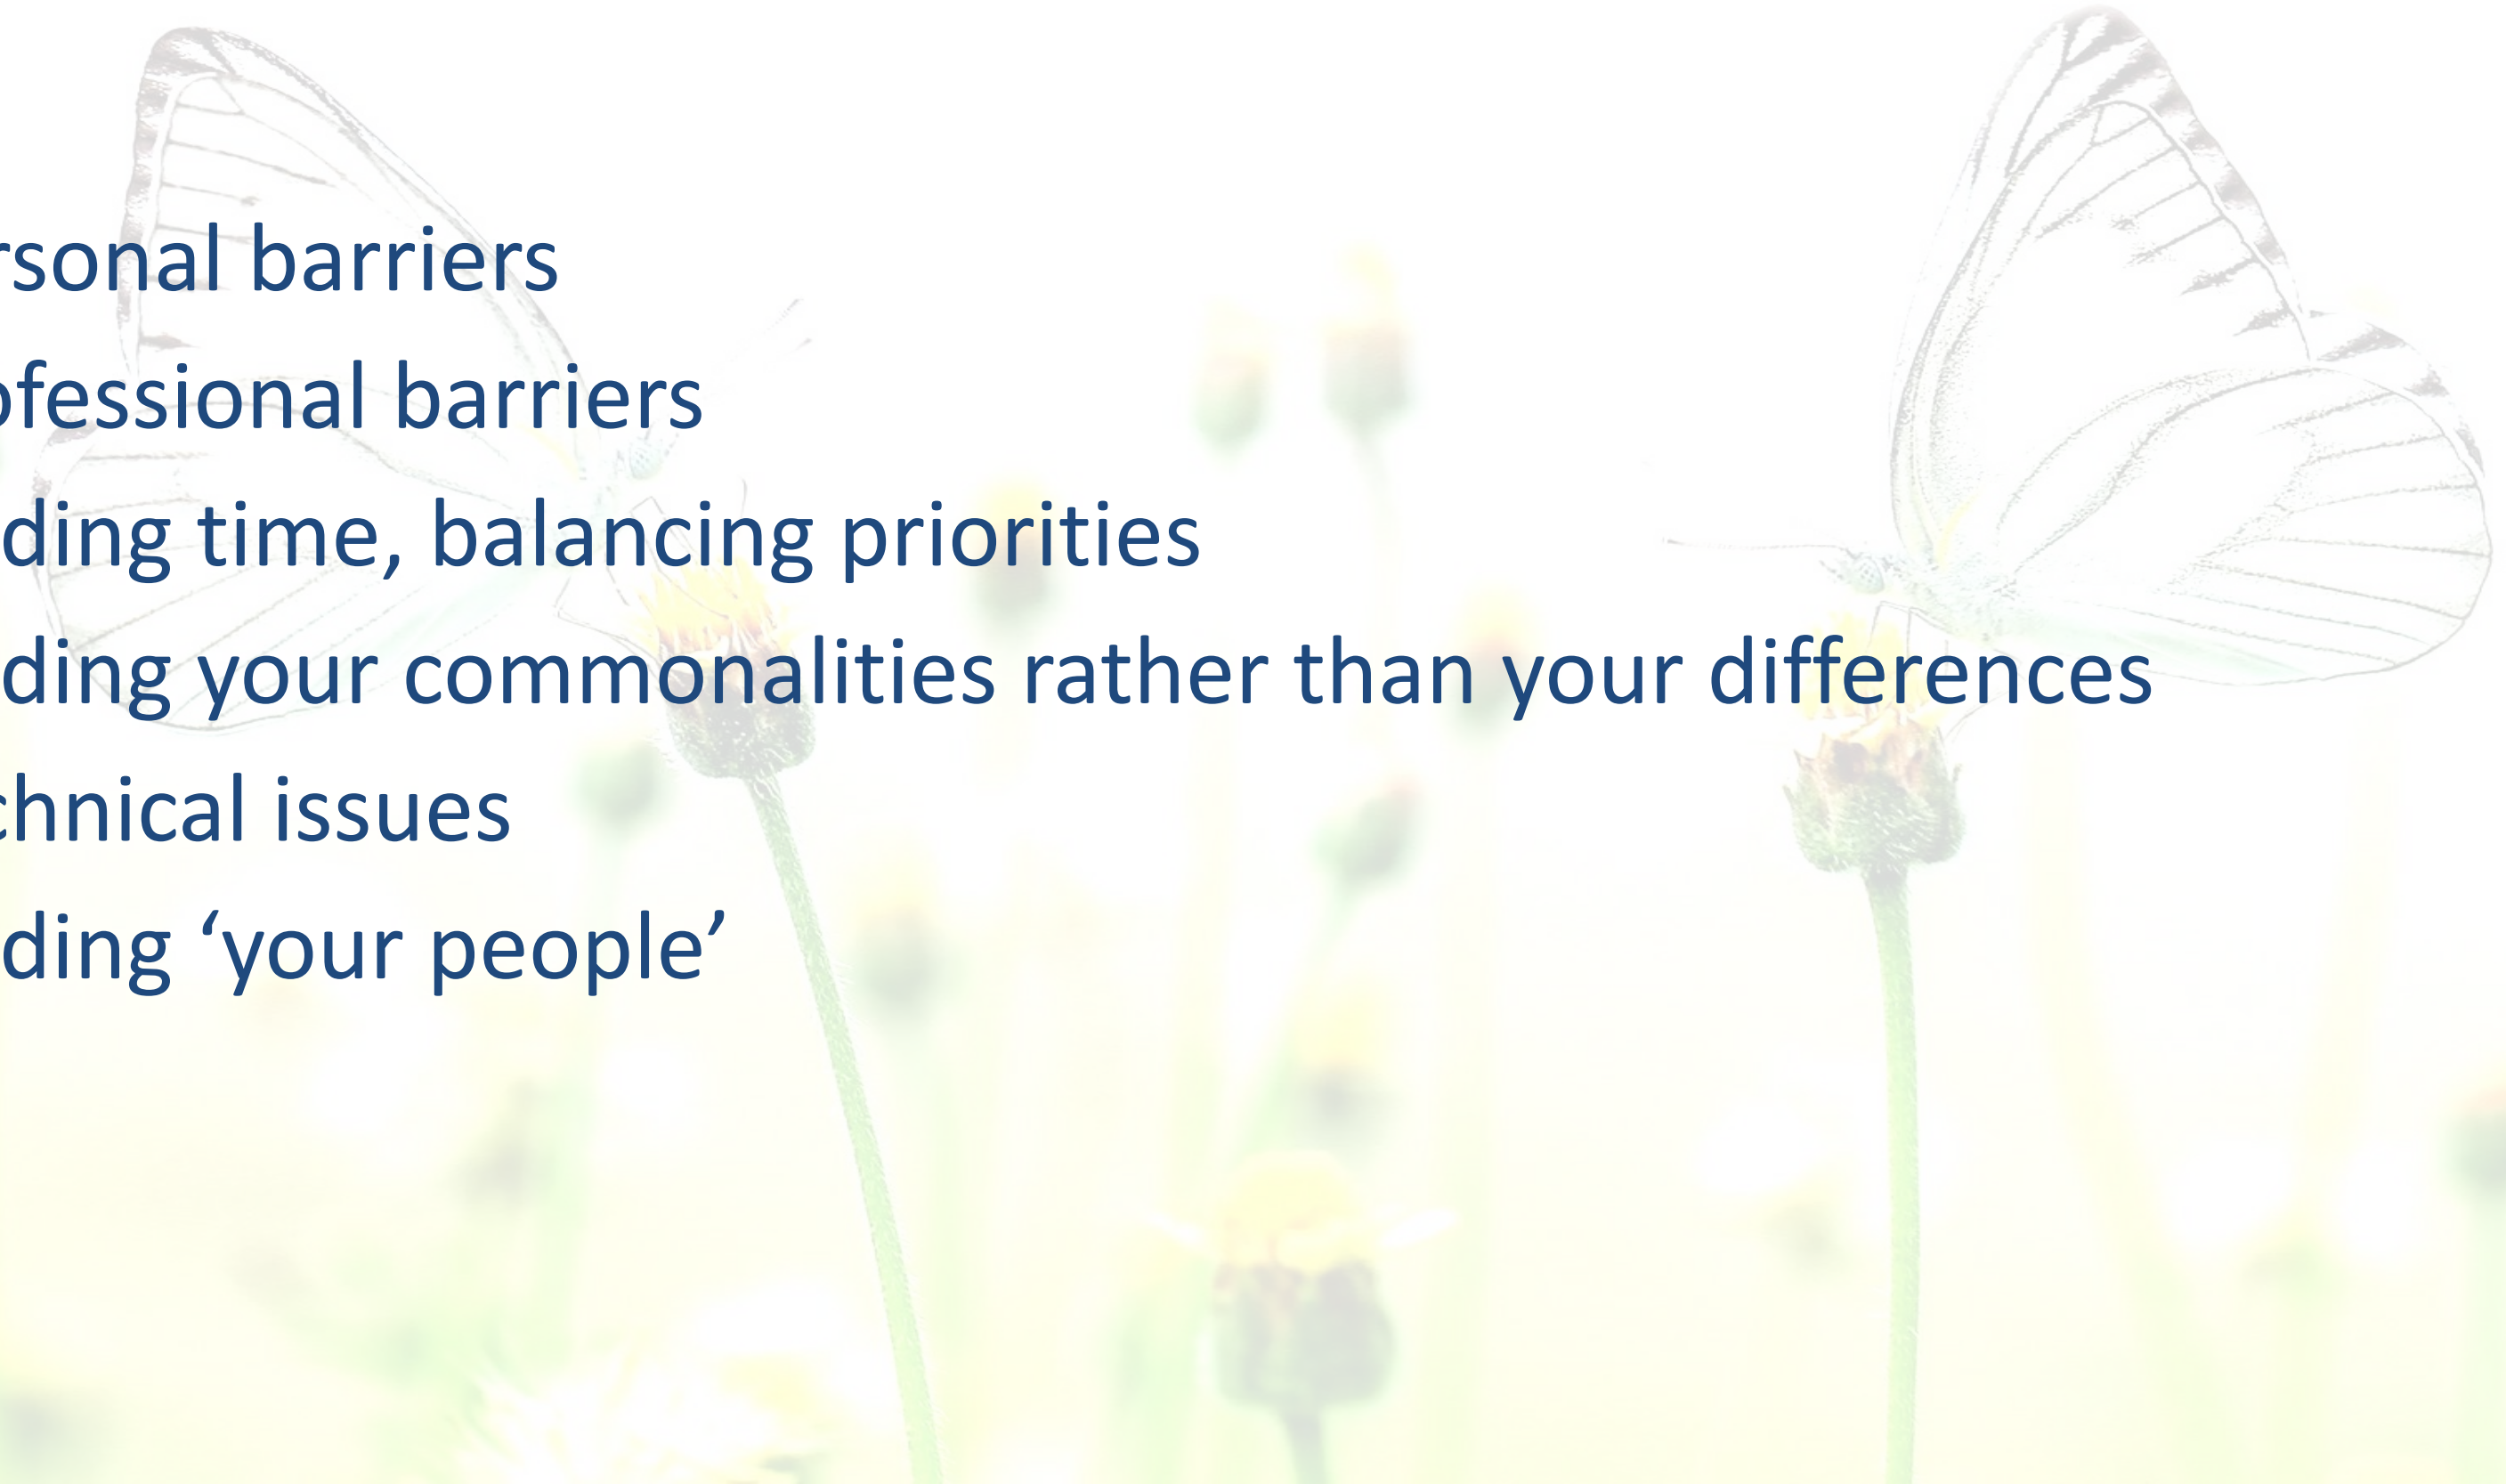 rsonal barriers
ofessional barriers
ding time, balancing priorities
ding your commonalities rather than your differences
chnical issues
ding ‘your people’